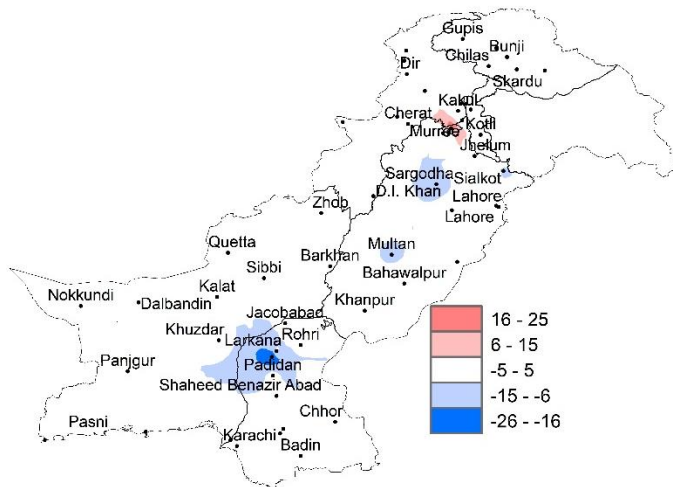 Gupis
Bunji
Chilas
Dir
Skardu
Kakul
Cherat
Kotli
Murree
Jhelum
Sargodha
Sialkot
D.I. Khan
Lahore
Zhob
Lahore
Quetta
Multan
Barkhan
Sibbi
Bahawalpur
Nokkundi
Kalat
Dalbandin
Khanpur
Jacobabad
Khuzdar
Rohri
Larkana
Panjgur
Padidan
Shaheed Benazir Abad
Chhor
Pasni
Karachi
Badin
16 - 25
6 - 15
-5 - 5
-15 - -6
-26 - -16